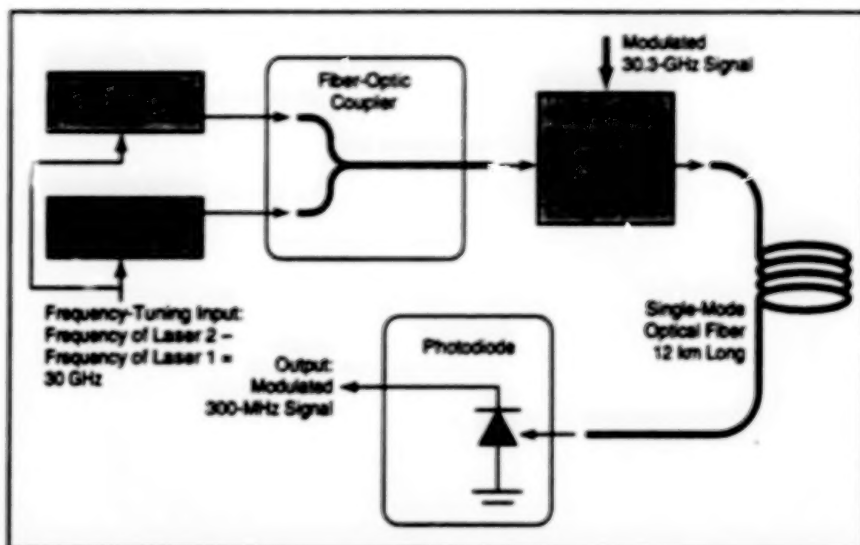 Modulated
30.3-GHz Signal
Fiber-Optic
Coupler
Frequency-Tuning Input:
Frequency of Laser 2 –
Frequency of Laser 1 =
30 GHz
Single-Mode
Optical Fiber
12 km Long
Photodiode
Output:
Modulated
300-MHz Signal